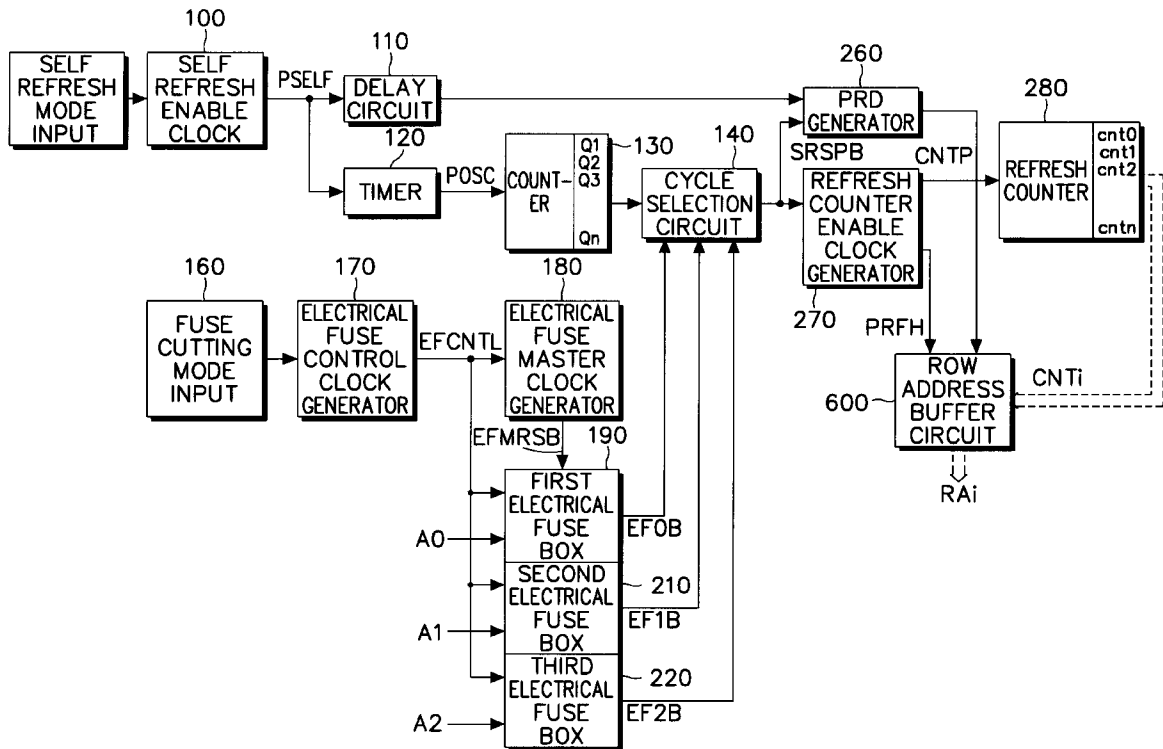 100
SELF
REFRESH
MODE
INPUT
SELF
REFRESH
ENABLE
CLOCK
PSELF
110
DELAY
CIRCUIT
120
TIMER
POSC
COUNT-
ER
Q1
Q2
Q3
Qn
130
140
CYCLE
SELECTION
CIRCUIT
260
PRD
GENERATOR
SRSPB
CNTP
REFRESH
COUNTER
ENABLE
CLOCK
GENERATOR
270
280
REFRESH
COUNTER
cnt0
cnt1
cnt2
cntn
PRFH
CNTi
600
ROW
ADDRESS
BUFFER
CIRCUIT
RAi
160
FUSE
CUTTING
MODE
INPUT
170
ELECTRICAL
FUSE
CONTROL
CLOCK
GENERATOR
EFCNTL
180
ELECTRICAL
FUSE
MASTER
CLOCK
GENERATOR
EFMRSB
190
FIRST
ELECTRICAL
FUSE
BOX
A0
EF0B
SECOND
ELECTRICAL
FUSE
BOX
210
A1
EF1B
THIRD
ELECTRICAL
FUSE
BOX
220
A2
EF2B